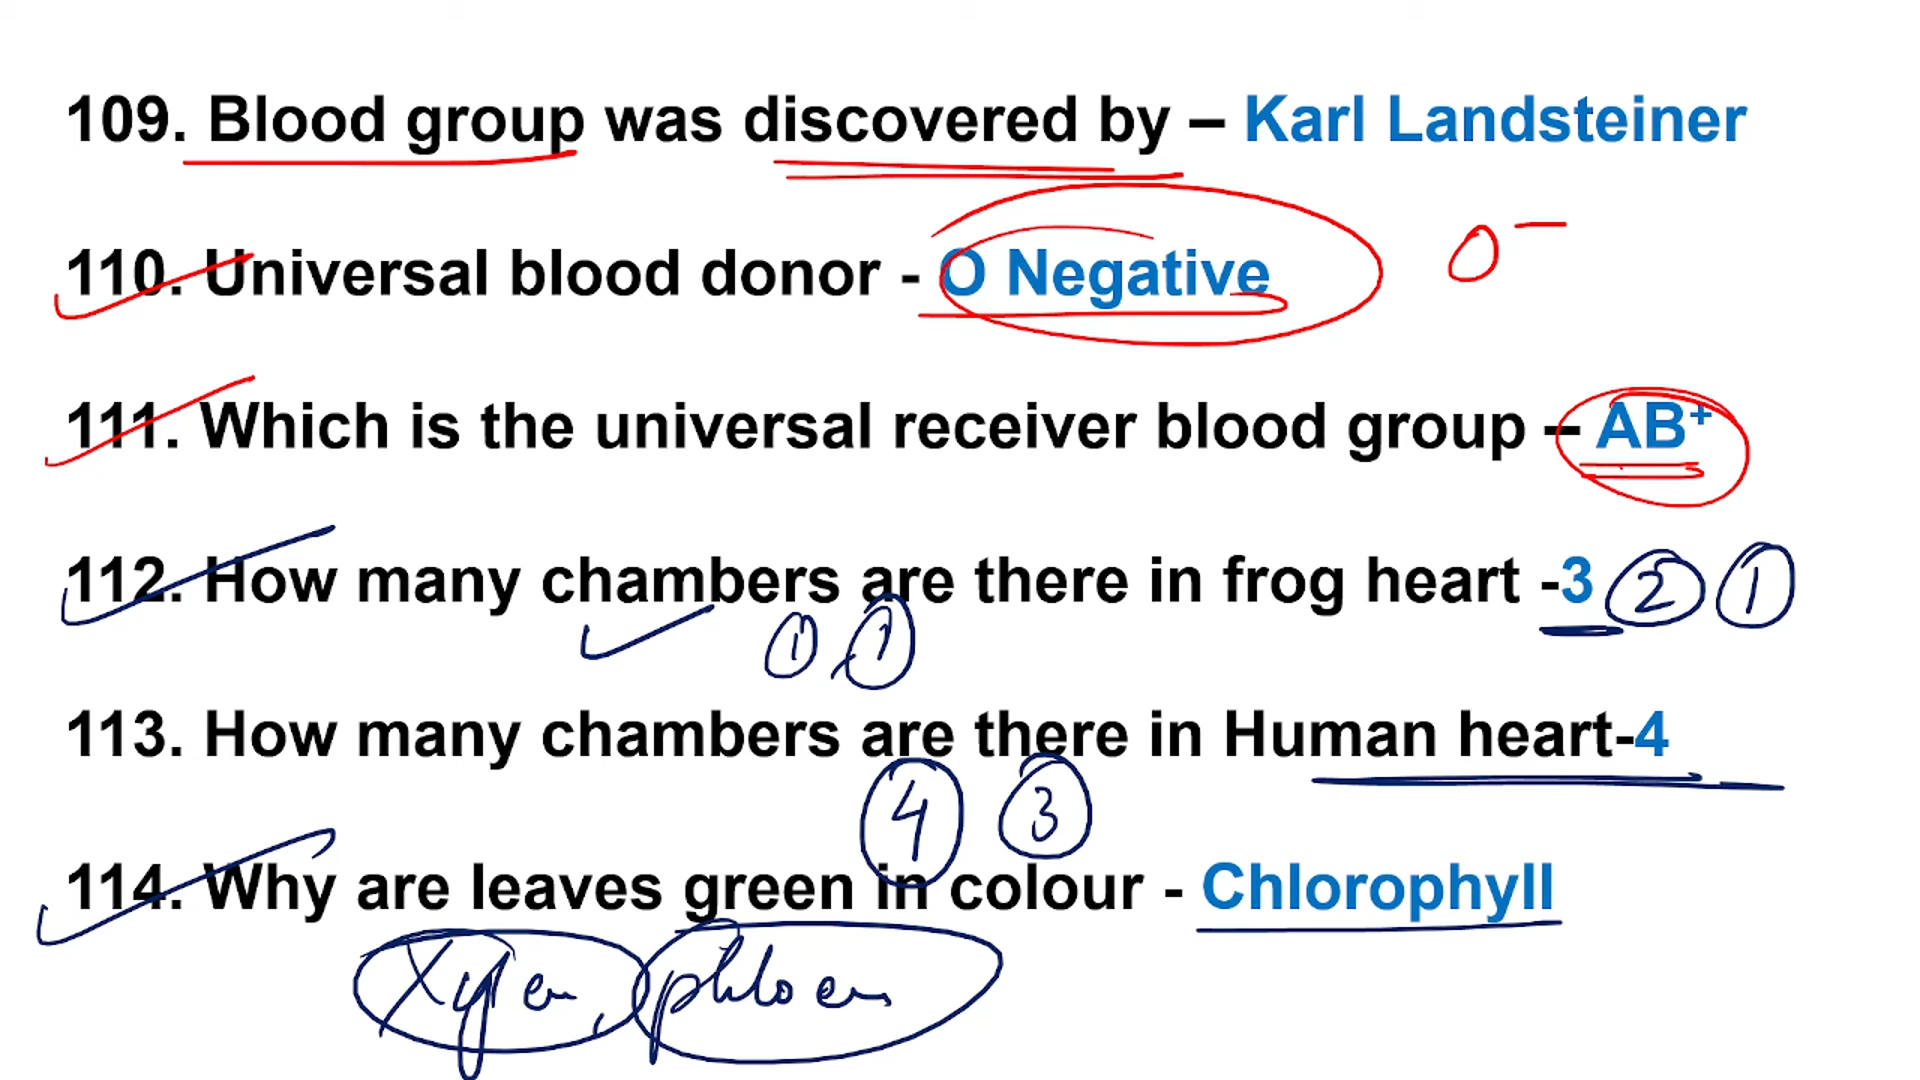 109. Blood group was discovered by – Karl Landsteiner
110. Universal blood donor - O Negative O⁻
111. Which is the universal receiver blood group – AB⁺
112. How many chambers are there in frog heart -3 2 1
1 1
113. How many chambers are there in Human heart-4
4 3
114. Why are leaves green in colour - Chlorophyll
Xylem, phloem